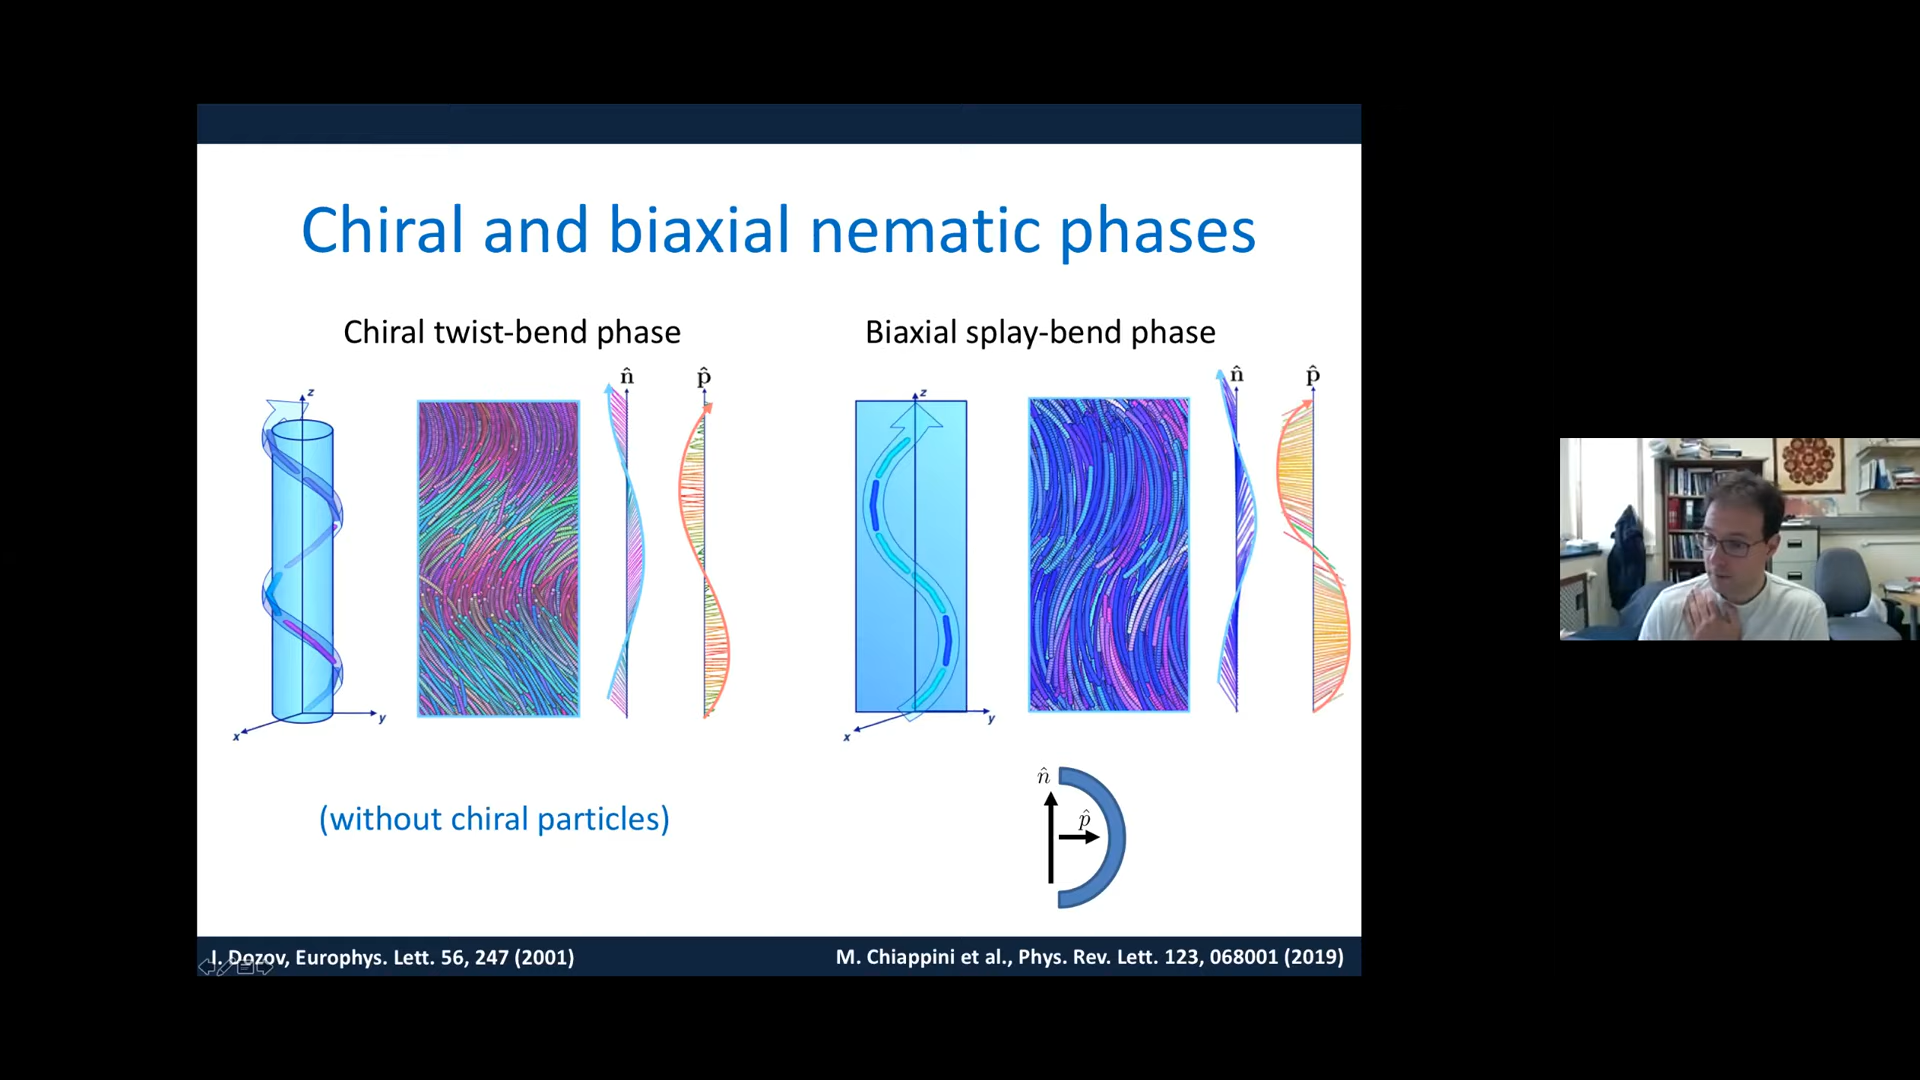 Chiral and biaxial nematic phases
Chiral twist-bend phase
Biaxial splay-bend phase
z
n̂
p̂
y
x
z
n̂
p̂
y
x
n̂
p̂
(without chiral particles)
I. Dozov, Europhys. Lett. 56, 247 (2001)
M. Chiappini et al., Phys. Rev. Lett. 123, 068001 (2019)